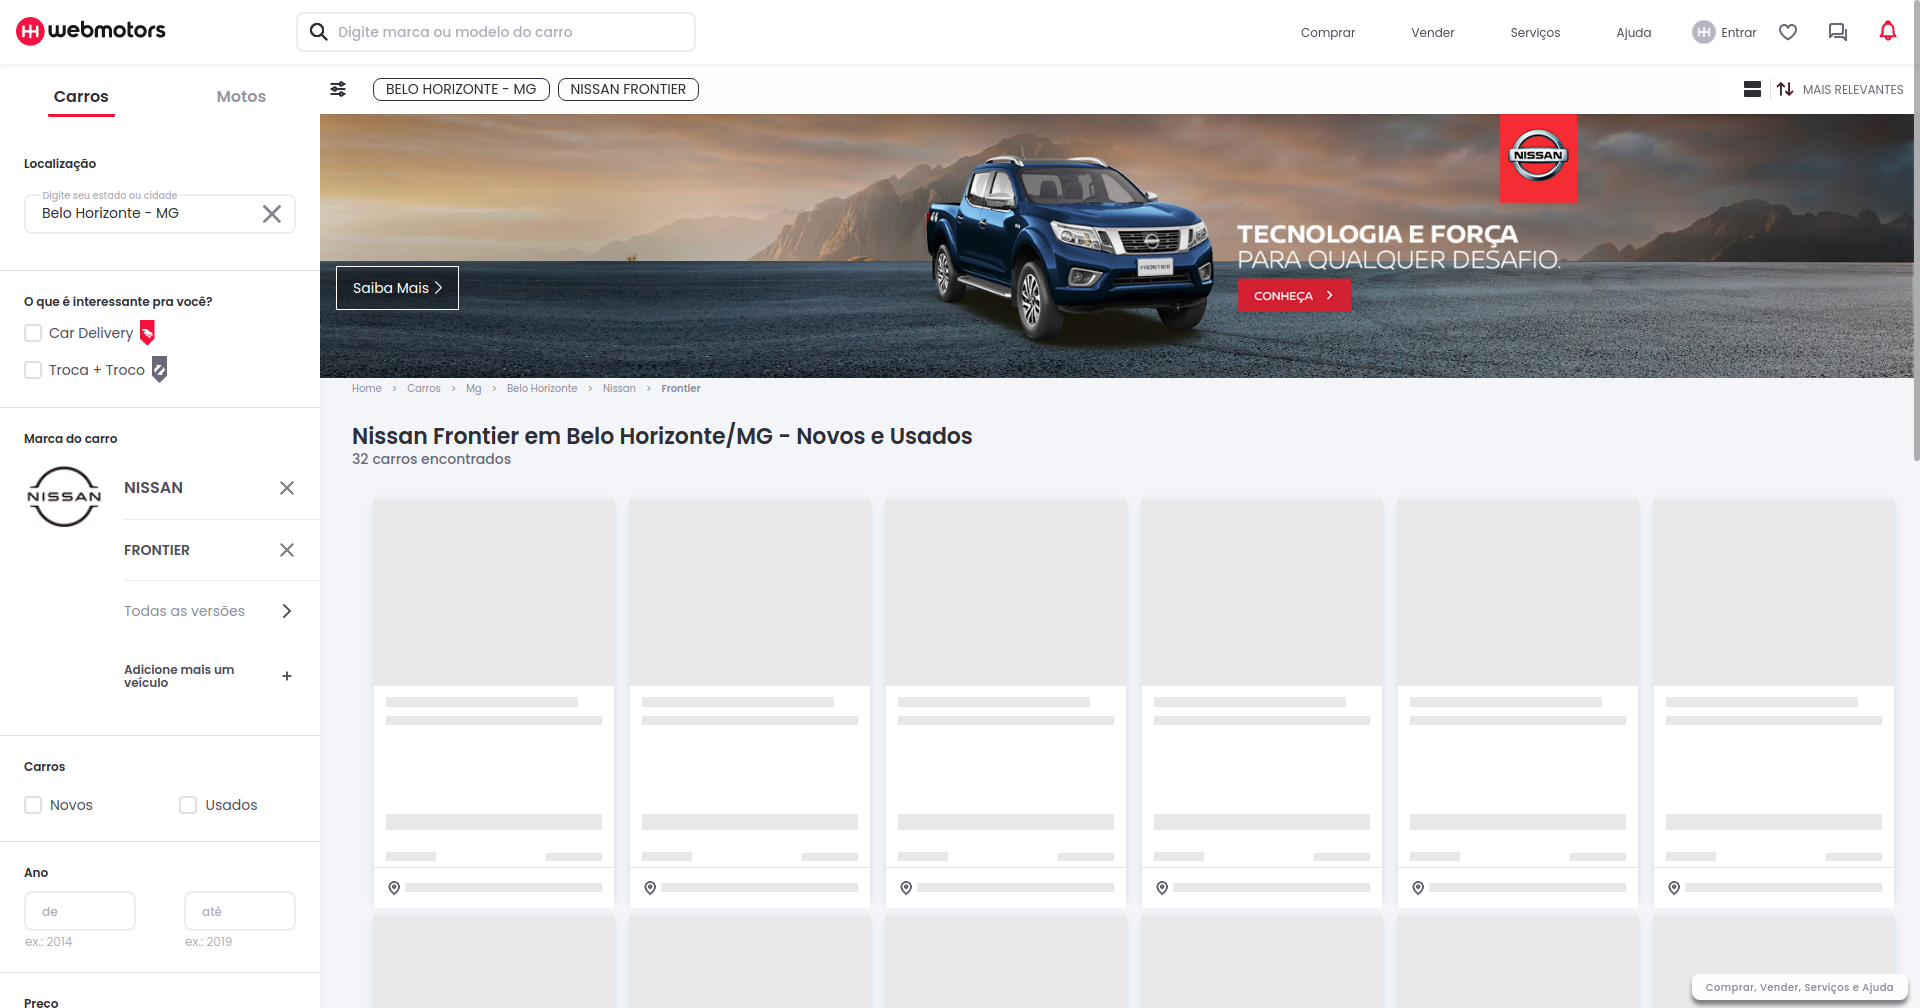 webmotors
Digite marca ou modelo do carro
Comprar
Vender
Serviços
Ajuda
Entrar
Carros
Motos
BELO HORIZONTE - MG
NISSAN FRONTIER
MAIS RELEVANTES
Localização
Digite seu estado ou cidade
Belo Horizonte - MG
O que é interessante pra você?
Car Delivery
Troca + Troco
Marca do carro
NISSAN
NISSAN
FRONTIER
Todas as versões
Adicione mais um
veículo
Carros
Novos
Usados
Ano
de
até
ex.: 2014
ex.: 2019
Preço
Saiba Mais
4x4
FRONTIER
NISSAN
TECNOLOGIA E FORÇA
PARA QUALQUER DESAFIO.
CONHEÇA
Home > Carros > Mg > Belo Horizonte > Nissan > Frontier
Nissan Frontier em Belo Horizonte/MG - Novos e Usados
32 carros encontrados
Comprar, Vender, Serviços e Ajuda